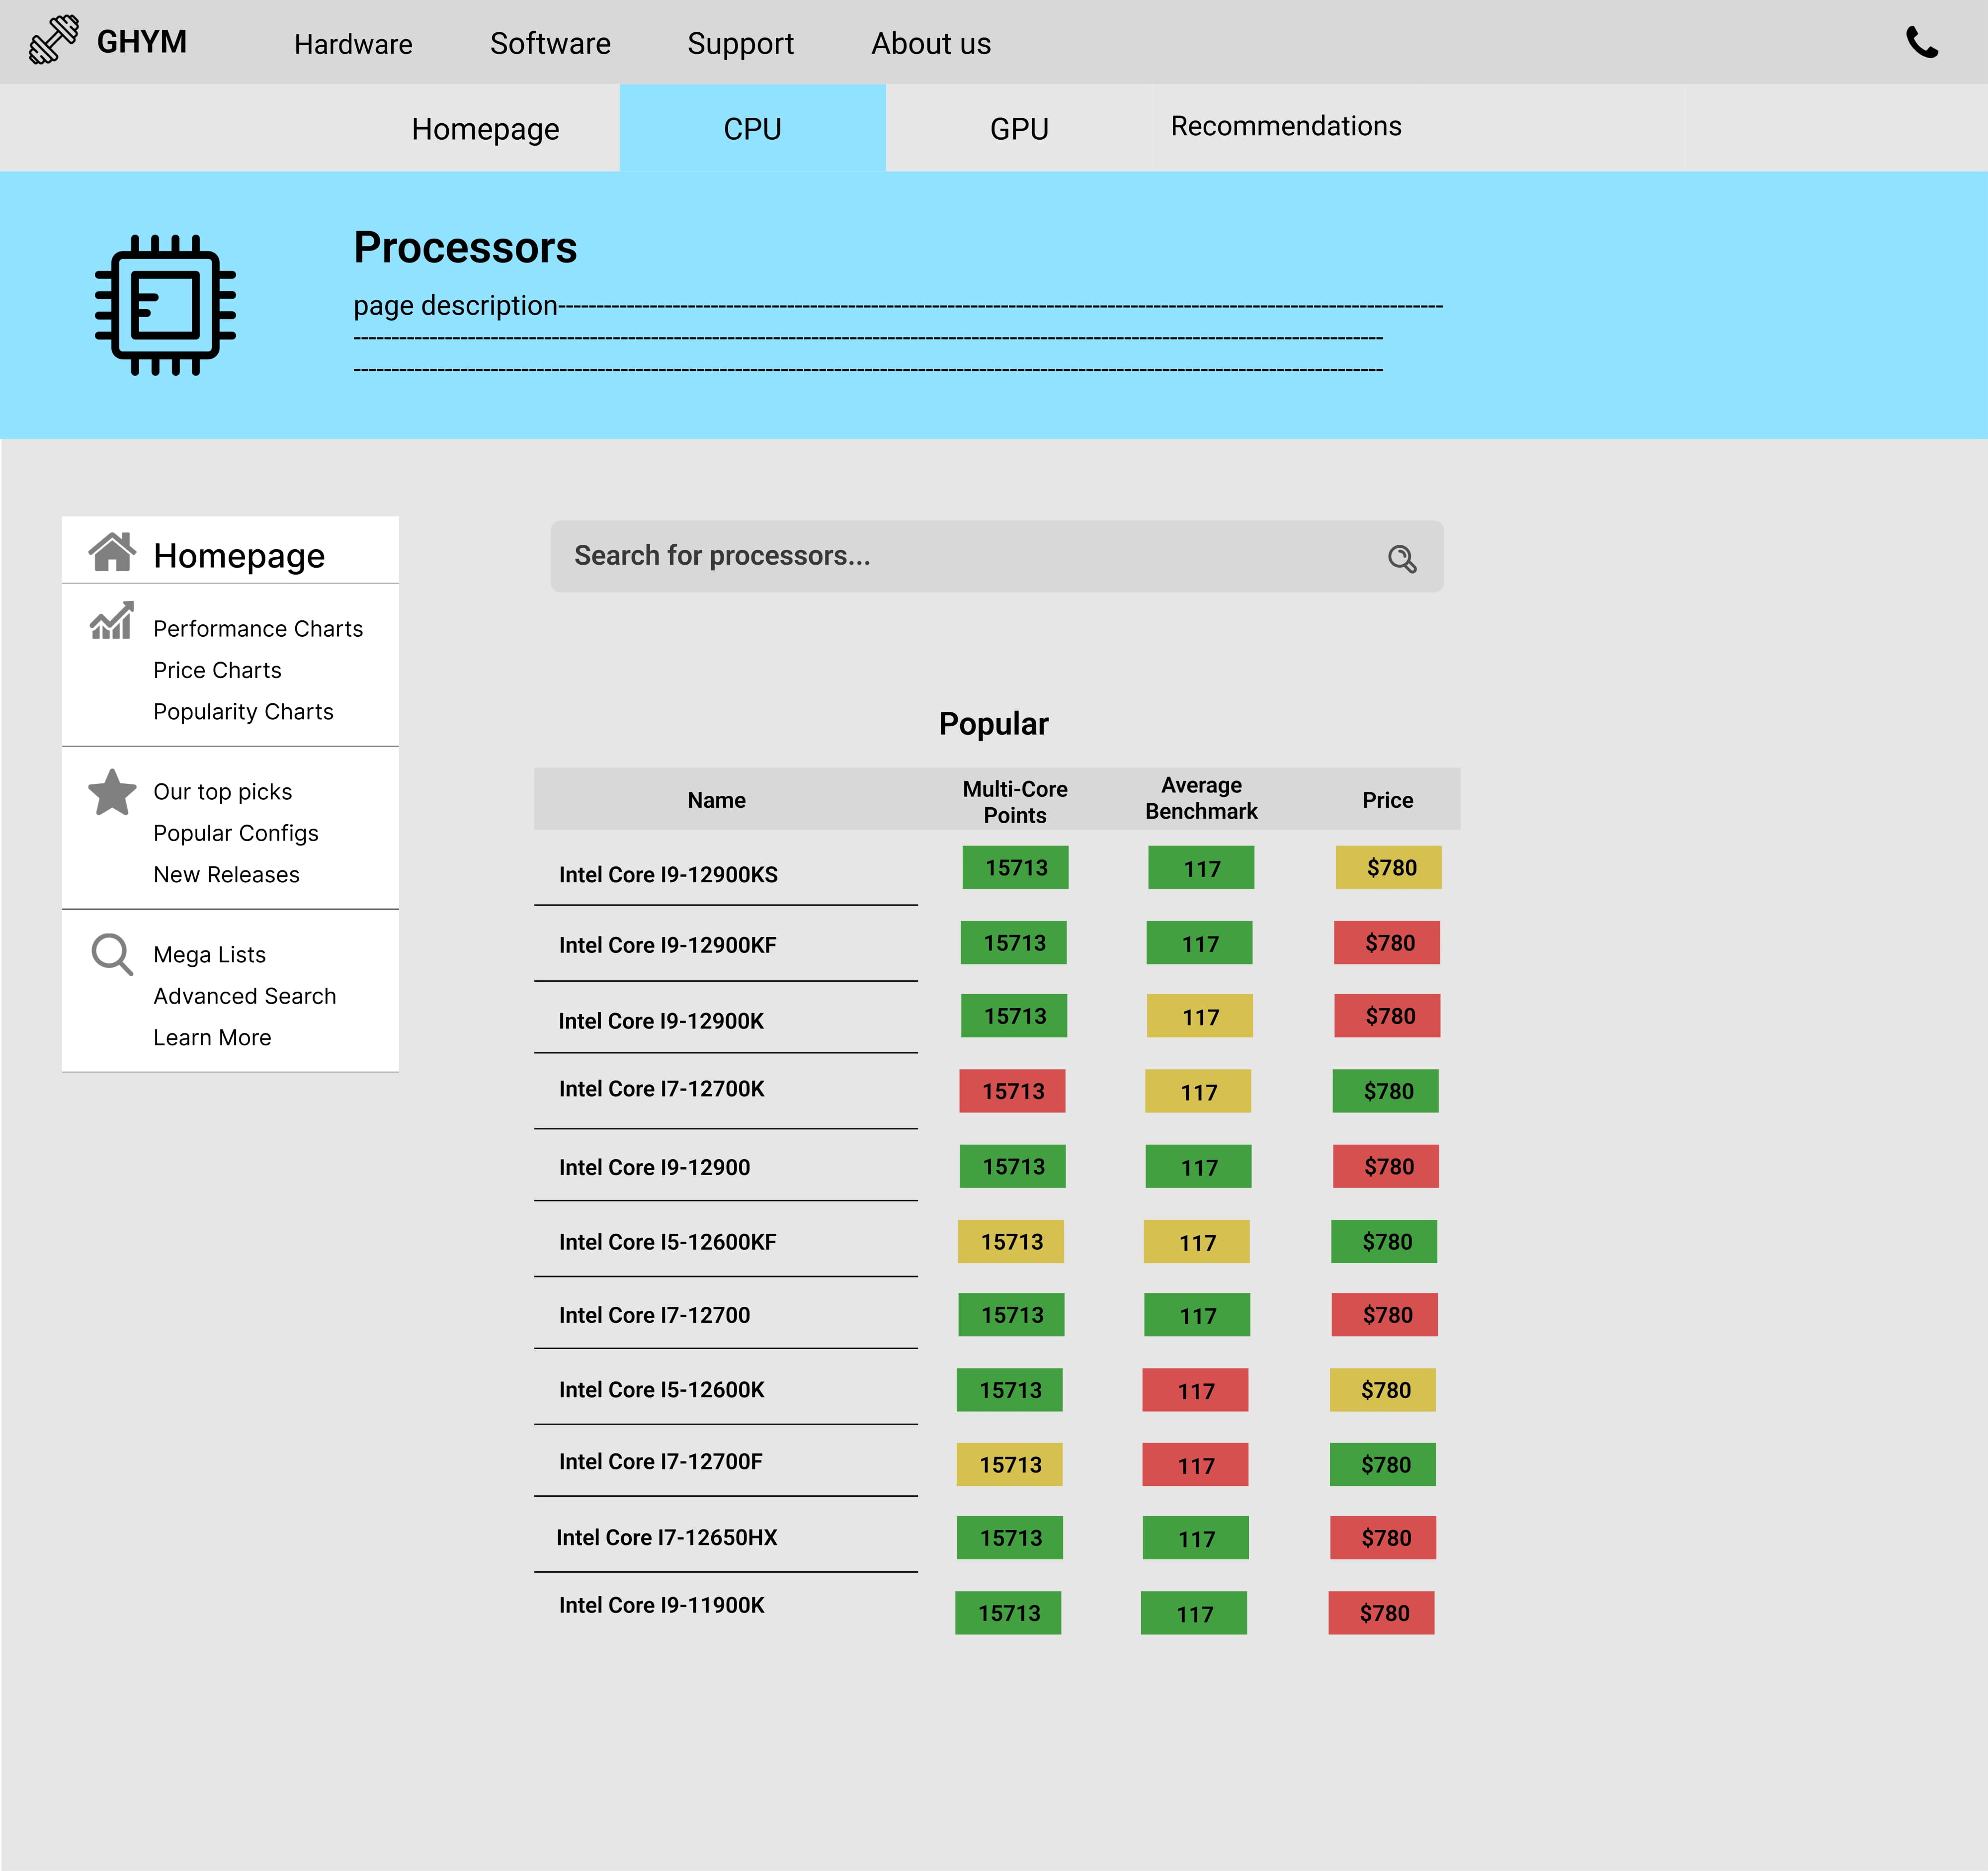 GHYM Hardware Software Support About us
Homepage CPU GPU Recommendations
Processors
page description--------------------------------------------------------------------------------------------------------------------
---------------------------------------------------------------------------------------------------------------------------------------
---------------------------------------------------------------------------------------------------------------------------------------
Homepage
Performance Charts
Price Charts
Popularity Charts
Our top picks
Popular Configs
New Releases
Mega Lists
Advanced Search
Learn More
Search for processors...
Popular
Name Multi-Core Points Average Benchmark Price
Intel Core I9-12900KS 15713 117 $780
Intel Core I9-12900KF 15713 117 $780
Intel Core I9-12900K 15713 117 $780
Intel Core I7-12700K 15713 117 $780
Intel Core I9-12900 15713 117 $780
Intel Core I5-12600KF 15713 117 $780
Intel Core I7-12700 15713 117 $780
Intel Core I5-12600K 15713 117 $780
Intel Core I7-12700F 15713 117 $780
Intel Core I7-12650HX 15713 117 $780
Intel Core I9-11900K 15713 117 $780